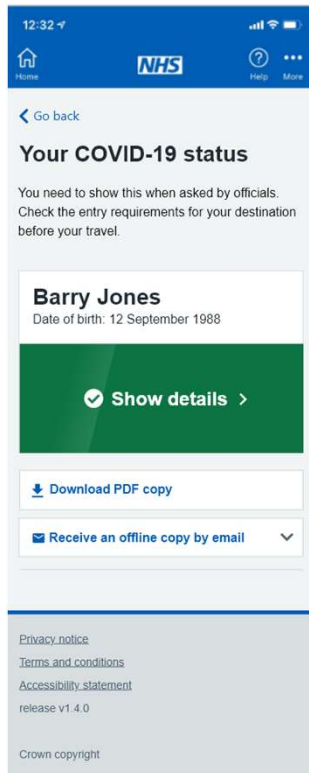 12:32
Home
NHS
Help
More
Go back
Your COVID-19 status
You need to show this when asked by officials.
Check the entry requirements for your destination
before your travel.
Barry Jones
Date of birth: 12 September 1988
Show details
Download PDF copy
Receive an offline copy by email
Privacy notice
Terms and conditions
Accessibility statement
release v1.4.0
Crown copyright